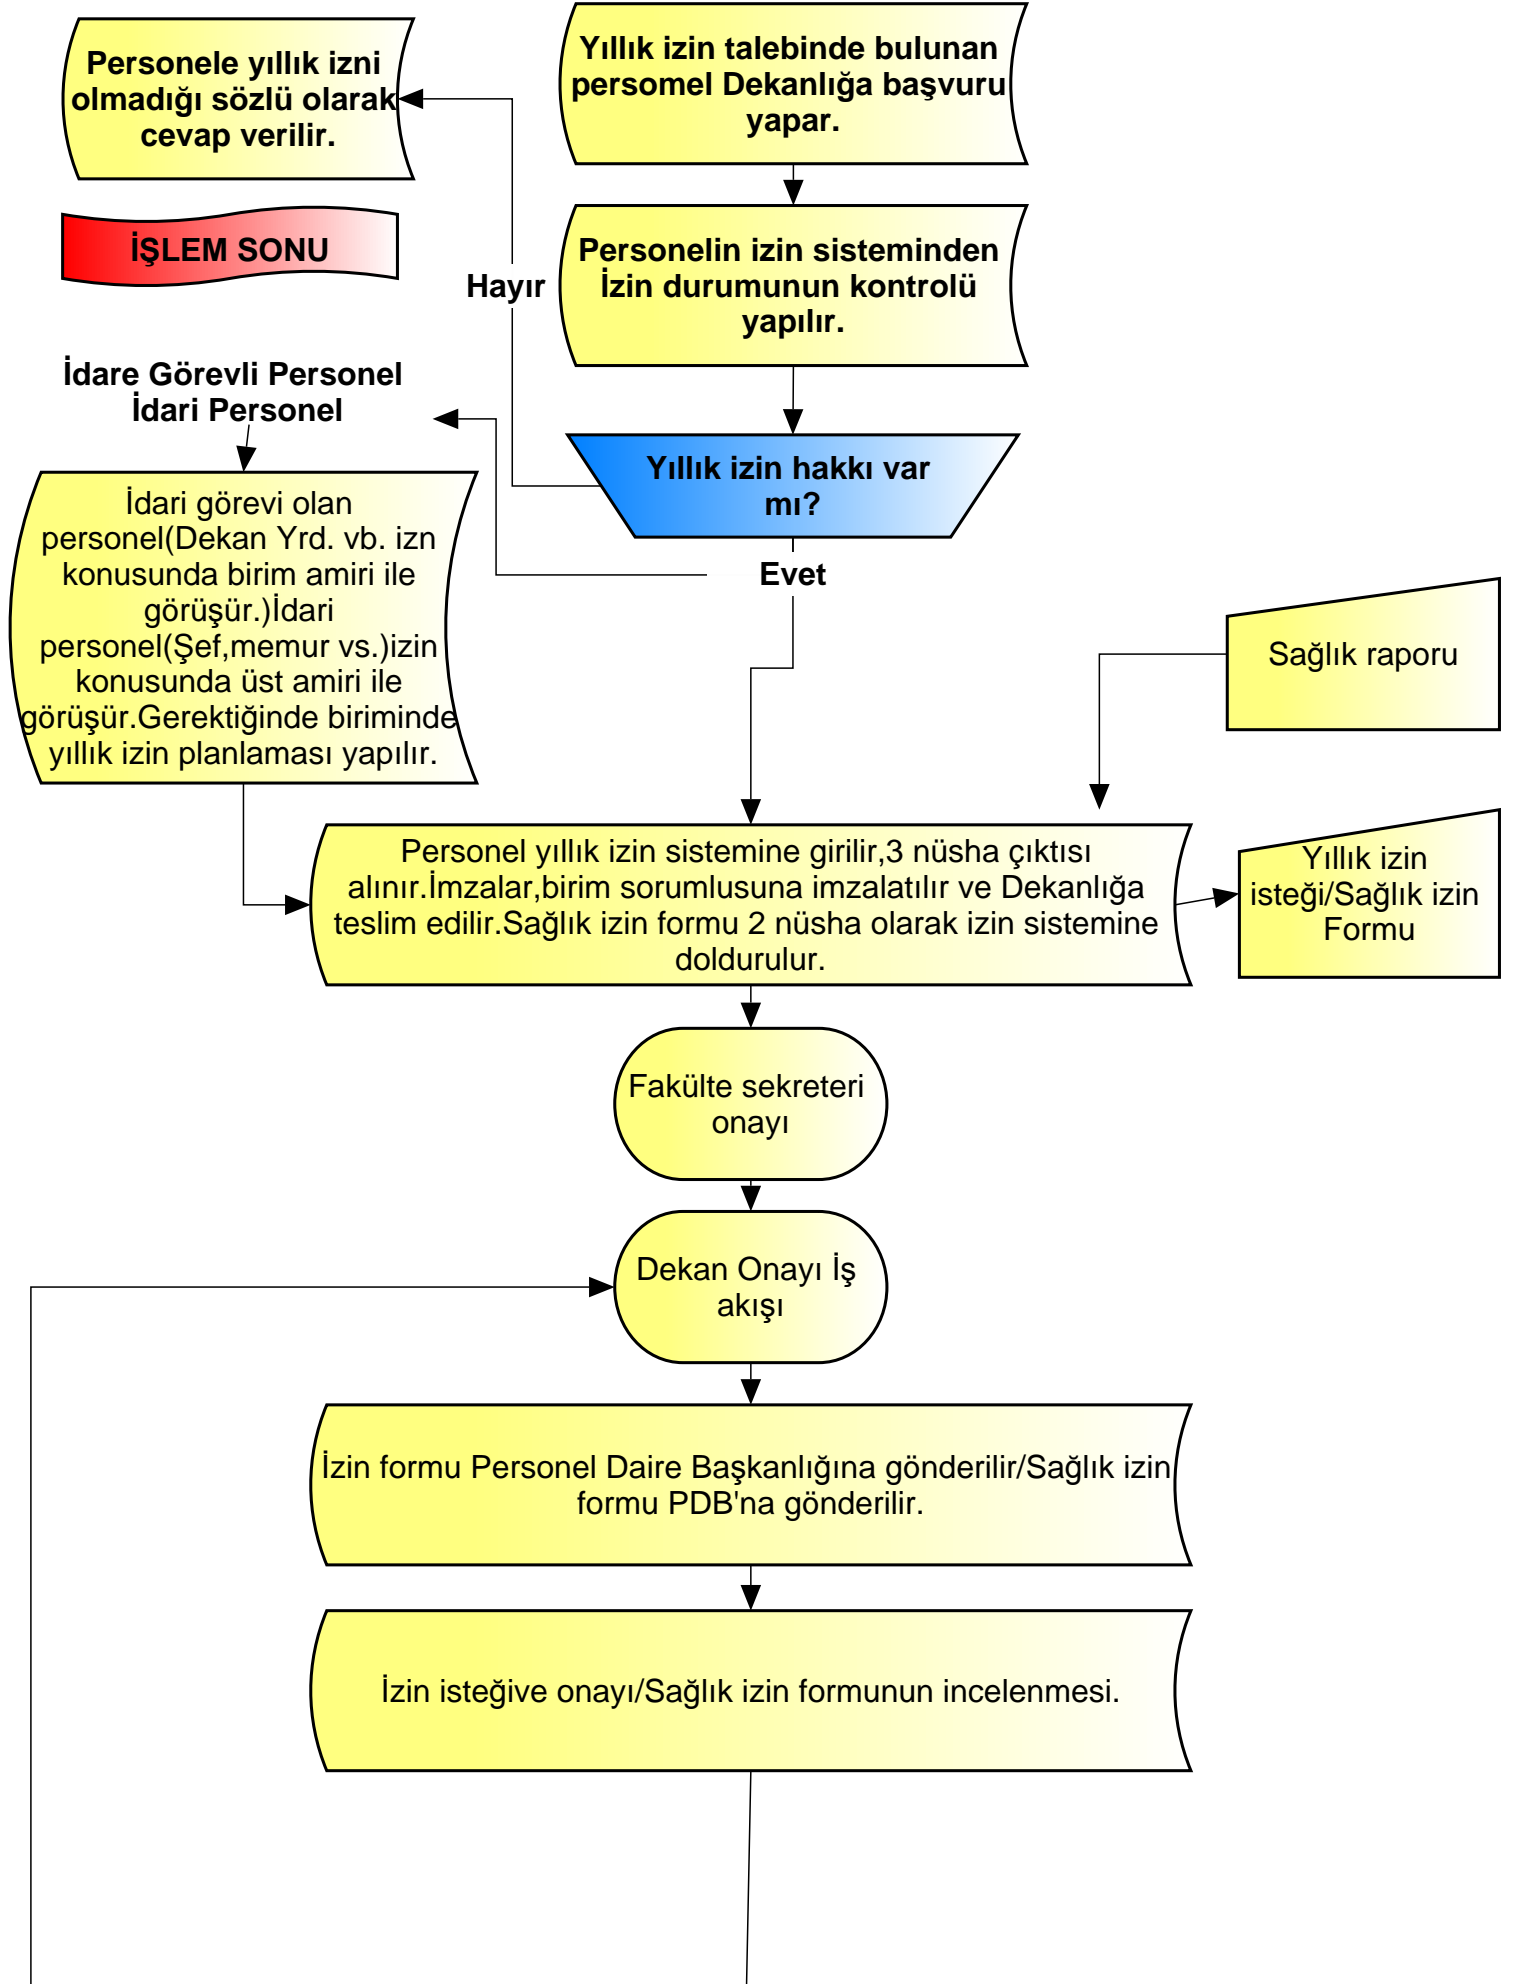 Personele yıllık izni
olmadığı sözlü olarak
cevap verilir.
Yıllık izin talebinde bulunan
persomel Dekanlığa başvuru
yapar.
İŞLEM SONU
Personelin izin sisteminden
İzin durumunun kontrolü
yapılır.
Hayır
İdare Görevli Personel
İdari Personel
Yıllık izin hakkı var
mı?
Evet
İdari görevi olan
personel(Dekan Yrd. vb. izn
konusunda birim amiri ile
görüşür.)İdari
personel(Şef,memur vs.)izin
konusunda üst amiri ile
görüşür.Gerektiğinde biriminde
yıllık izin planlaması yapılır.
Sağlık raporu
Personel yıllık izin sistemine girilir,3 nüsha çıktısı
alınır.İmzalar,birim sorumlusuna imzalatılır ve Dekanlığa
teslim edilir.Sağlık izin formu 2 nüsha olarak izin sistemine
doldurulur.
Yıllık izin
isteği/Sağlık izin
Formu
Fakülte sekreteri
onayı
Dekan Onayı İş
akışı
İzin formu Personel Daire Başkanlığına gönderilir/Sağlık izin
formu PDB'na gönderilir.
İzin isteğive onayı/Sağlık izin formunun incelenmesi.